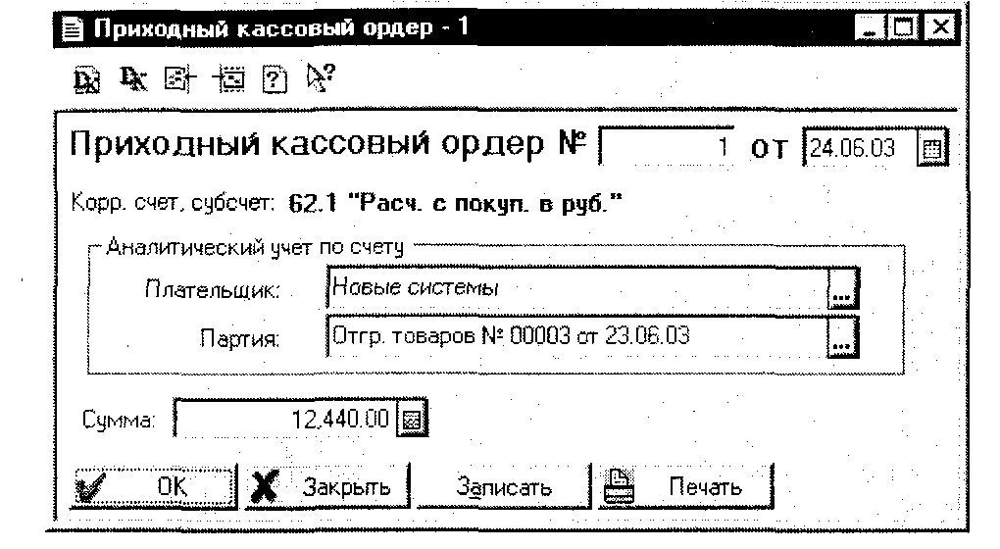 Приходный кассовый ордер - 1
Приходный кассовый ордер № 1 от 24.06.03
Корр. счет, субсчет: 62.1 "Расч. с покуп. в руб."
Аналитический учет по счету
Плательщик: Новые системы ...
Партия: Отгр. товаров № 00003 от 23.06.03 ...
Сумма: 12,440.00
OK Закрыть Записать Печать